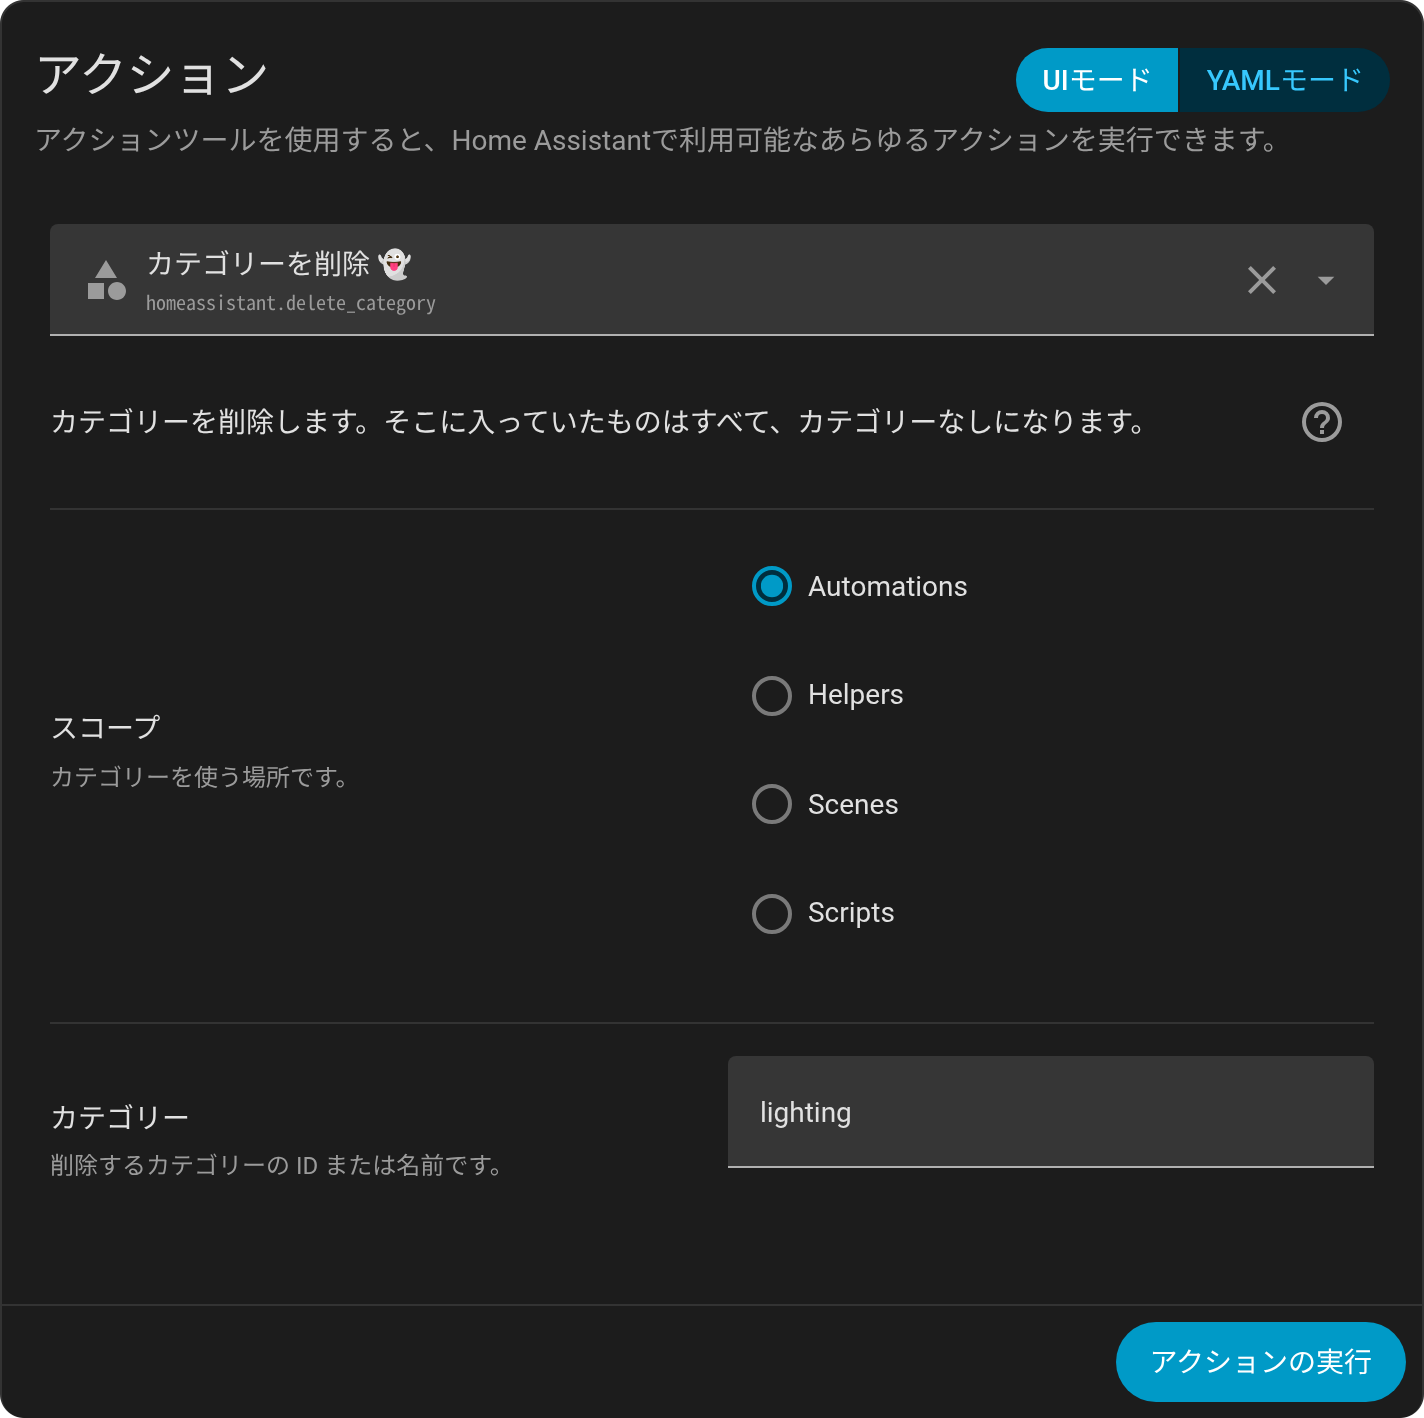 アクション
UIモード
YAMLモード
アクションツールを使用すると、Home Assistantで利用可能なあらゆるアクションを実行できます。
カテゴリーを削除 👻
homeassistant.delete_category
カテゴリーを削除します。そこに入っていたものはすべて、カテゴリーなしになります。
Automations
Helpers
スコープ
カテゴリーを使う場所です。
Scenes
Scripts
カテゴリー
削除するカテゴリーの ID または名前です。
lighting
アクションの実行